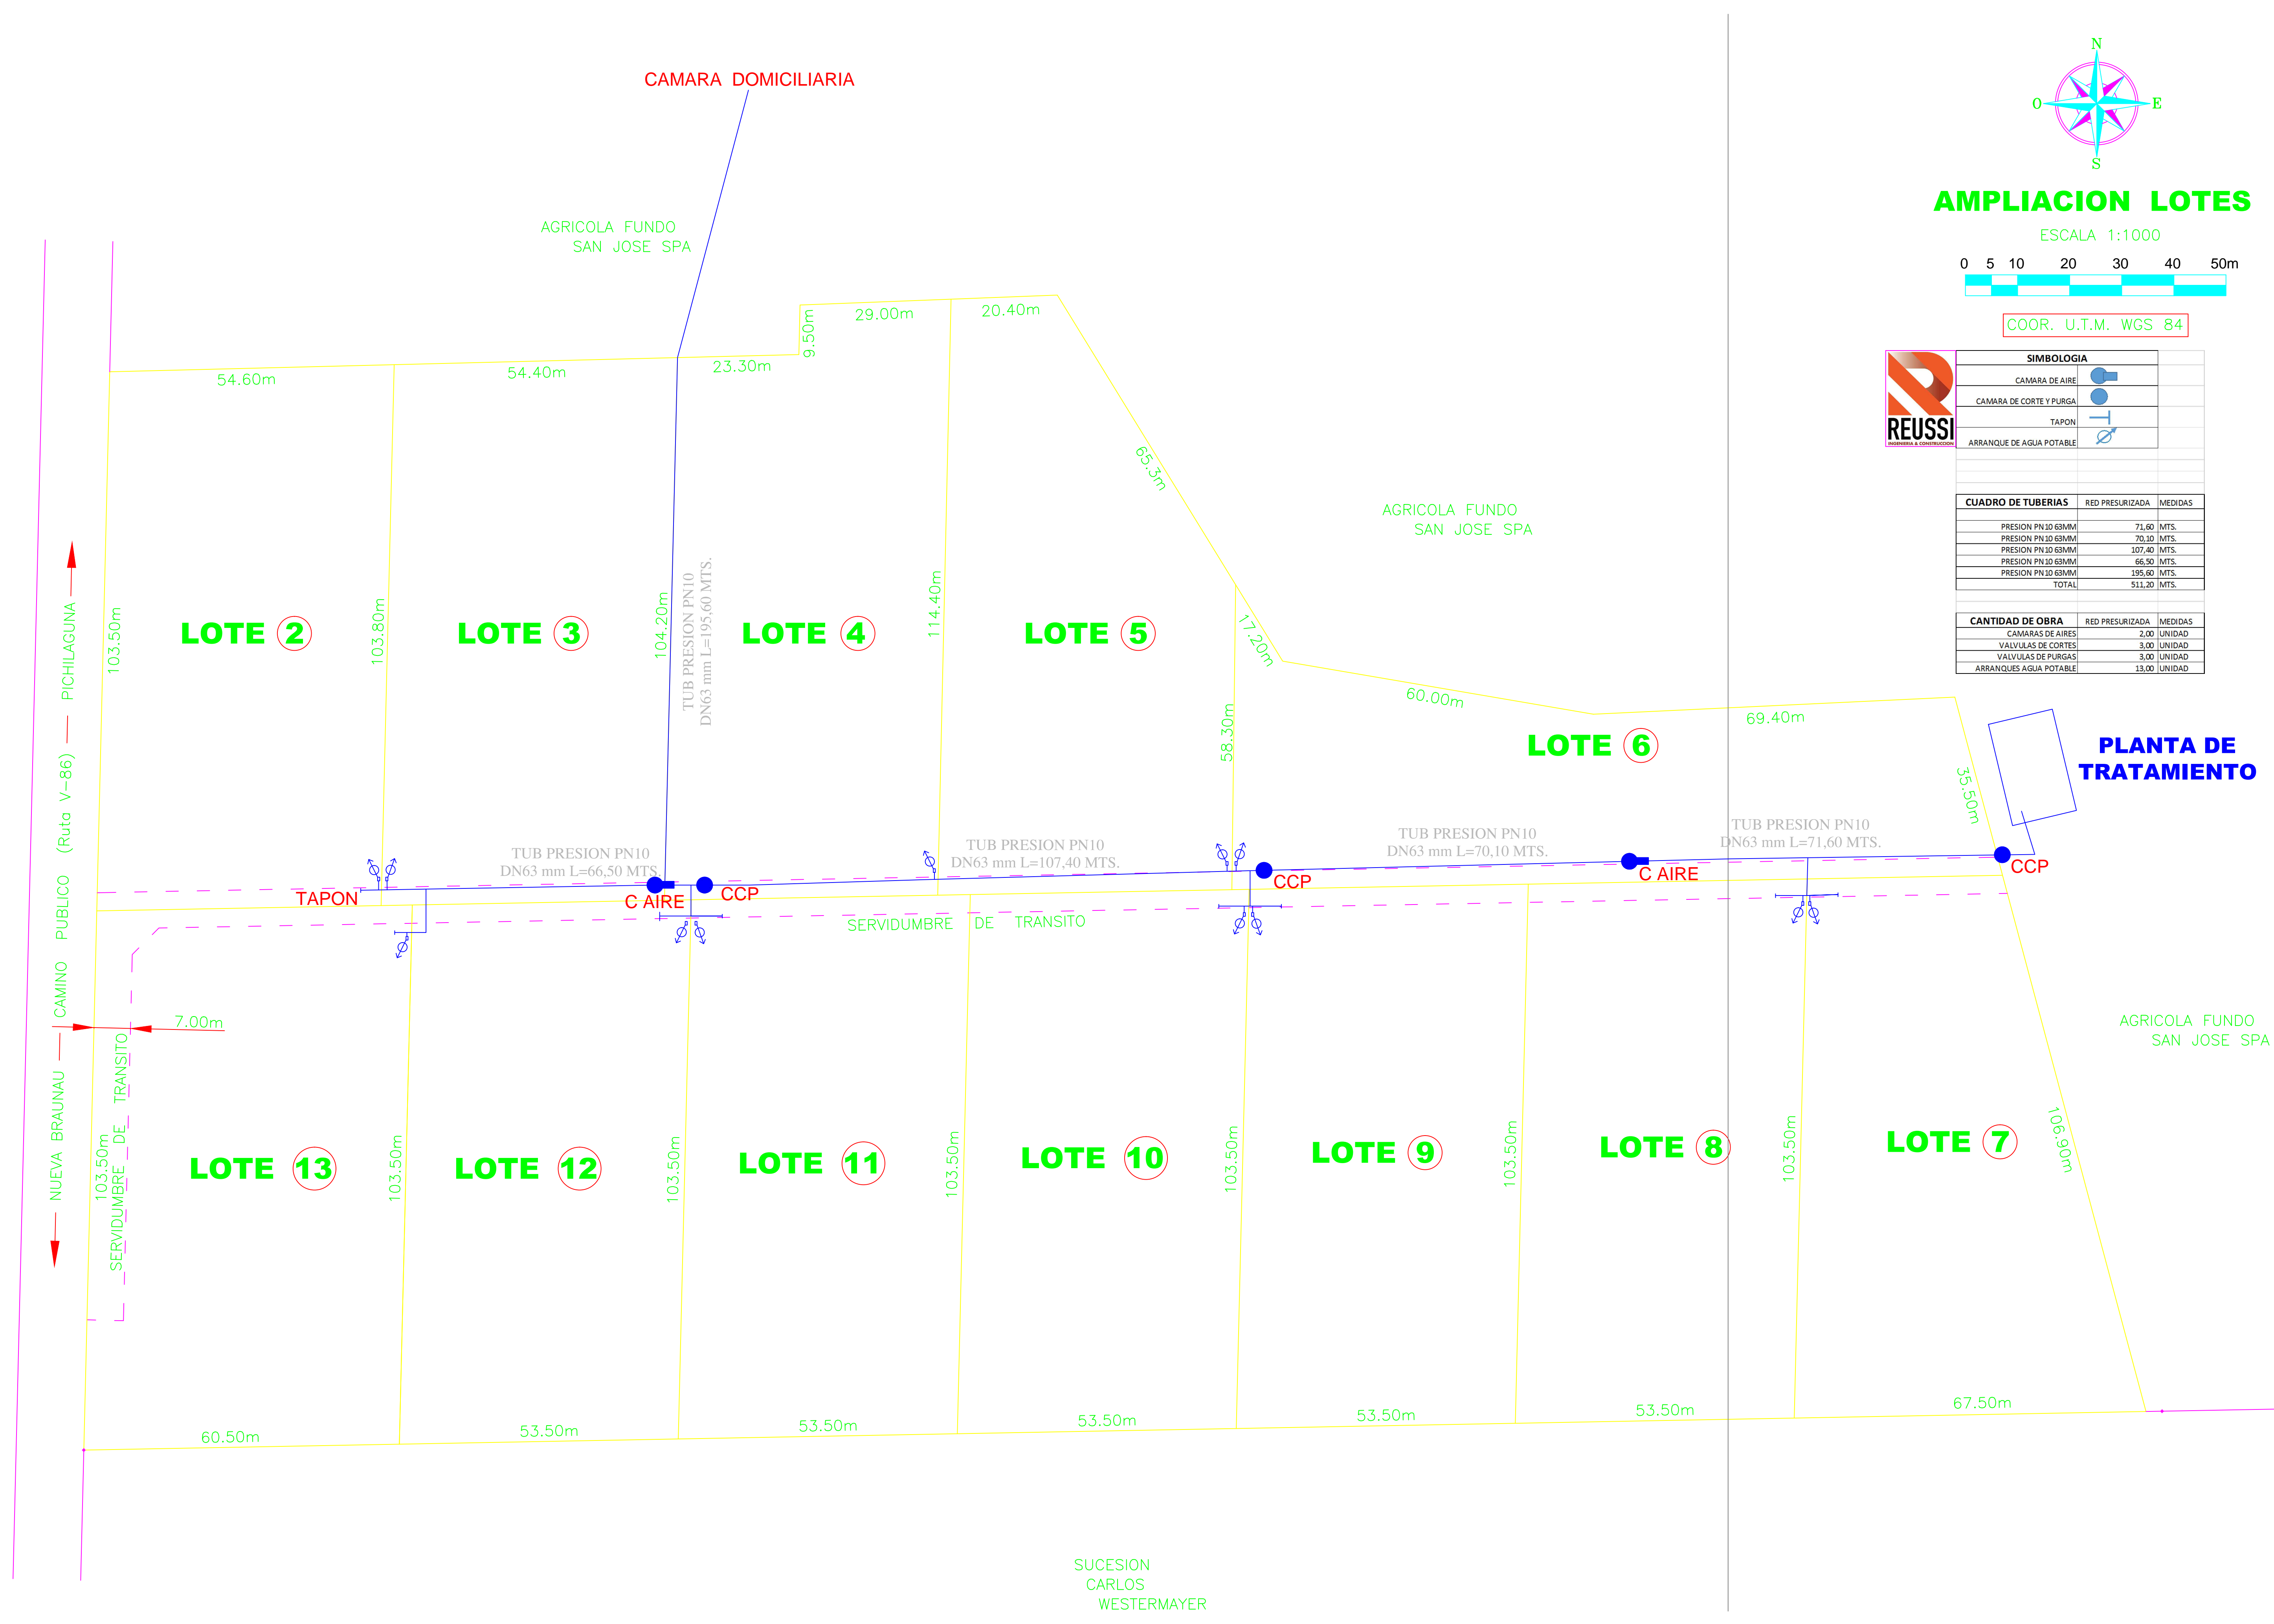 CAMARA DOMICILIARIA
N
O
E
S
AMPLIACION LOTES
ESCALA 1:1000
0 5 10 20 30 40 50m
COOR. U.T.M. WGS 84
REUSSI
INGENIERIA & CONSTRUCCION
SIMBOLOGIA
CAMARA DE AIRE
CAMARA DE CORTE Y PURGA
TAPON
ARRANQUE DE AGUA POTABLE
CUADRO DE TUBERIAS RED PRESURIZADA MEDIDAS
PRESION PN10 63MM 71,60 MTS.
PRESION PN10 63MM 70,10 MTS.
PRESION PN10 63MM 107,40 MTS.
PRESION PN10 63MM 66,50 MTS.
PRESION PN10 63MM 195,60 MTS.
TOTAL 511,20 MTS.
CANTIDAD DE OBRA RED PRESURIZADA MEDIDAS
CAMARAS DE AIRES 2,00 UNIDAD
VALVULAS DE CORTES 3,00 UNIDAD
VALVULAS DE PURGAS 3,00 UNIDAD
ARRANQUES AGUA POTABLE 13,00 UNIDAD
AGRICOLA FUNDO
SAN JOSE SPA
54.60m
54.40m
23.30m
9.50m
29.00m
20.40m
65.3m
17.20m
60.00m
69.40m
35.50m
AGRICOLA FUNDO
SAN JOSE SPA
103.50m
LOTE 2
103.80m
LOTE 3
104.20m
TUB PRESION PN10
DN63 mm L=195,60 MTS.
LOTE 4
114.40m
LOTE 5
58.30m
LOTE 6
PLANTA DE
TRATAMIENTO
NUEVA BRAUNAU CAMINO PUBLICO (Ruta V-86) PICHILAGUNA
TUB PRESION PN10
DN63 mm L=66,50 MTS.
TUB PRESION PN10
DN63 mm L=107,40 MTS.
TUB PRESION PN10
DN63 mm L=70,10 MTS.
TUB PRESION PN10
DN63 mm L=71,60 MTS.
TAPON
C AIRE
CCP
CCP
C AIRE
CCP
SERVIDUMBRE DE TRANSITO
7.00m
SERVIDUMBRE DE TRANSITO
103.50m
LOTE 13
103.50m
LOTE 12
103.50m
LOTE 11
103.50m
LOTE 10
103.50m
LOTE 9
103.50m
LOTE 8
103.50m
LOTE 7
106.90m
AGRICOLA FUNDO
SAN JOSE SPA
60.50m
53.50m
53.50m
53.50m
53.50m
53.50m
67.50m
SUCESION
CARLOS
WESTERMAYER